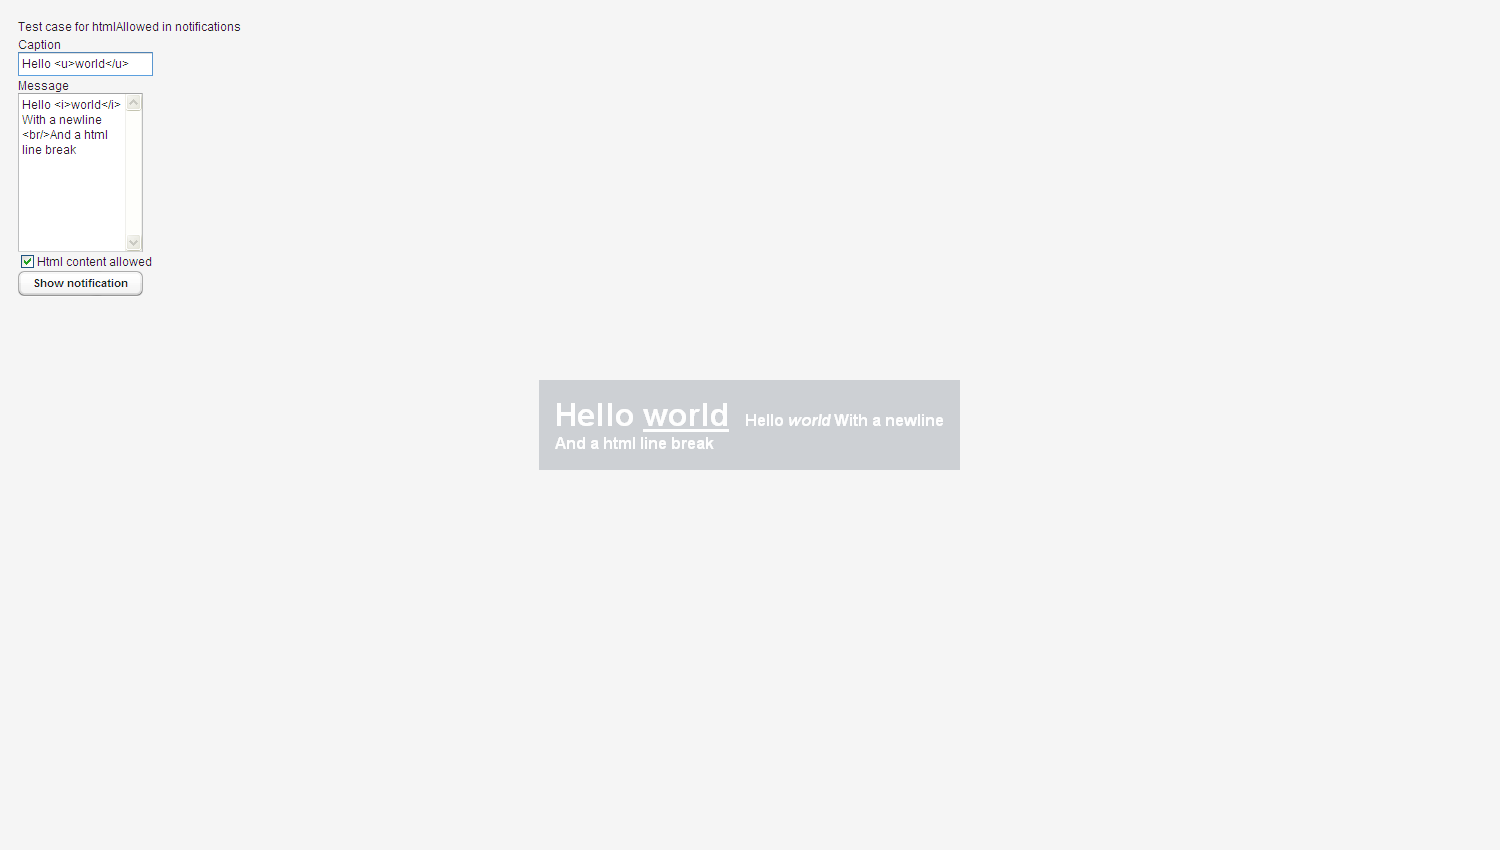 Test case for htmlAllowed in notifications
Caption
Hello <u>world</u>
Message
Hello <i>world</i>
With a newline
<br/>And a html
line break
Html content allowed
Show notification
Hello world Hello world With a newline
And a html line break